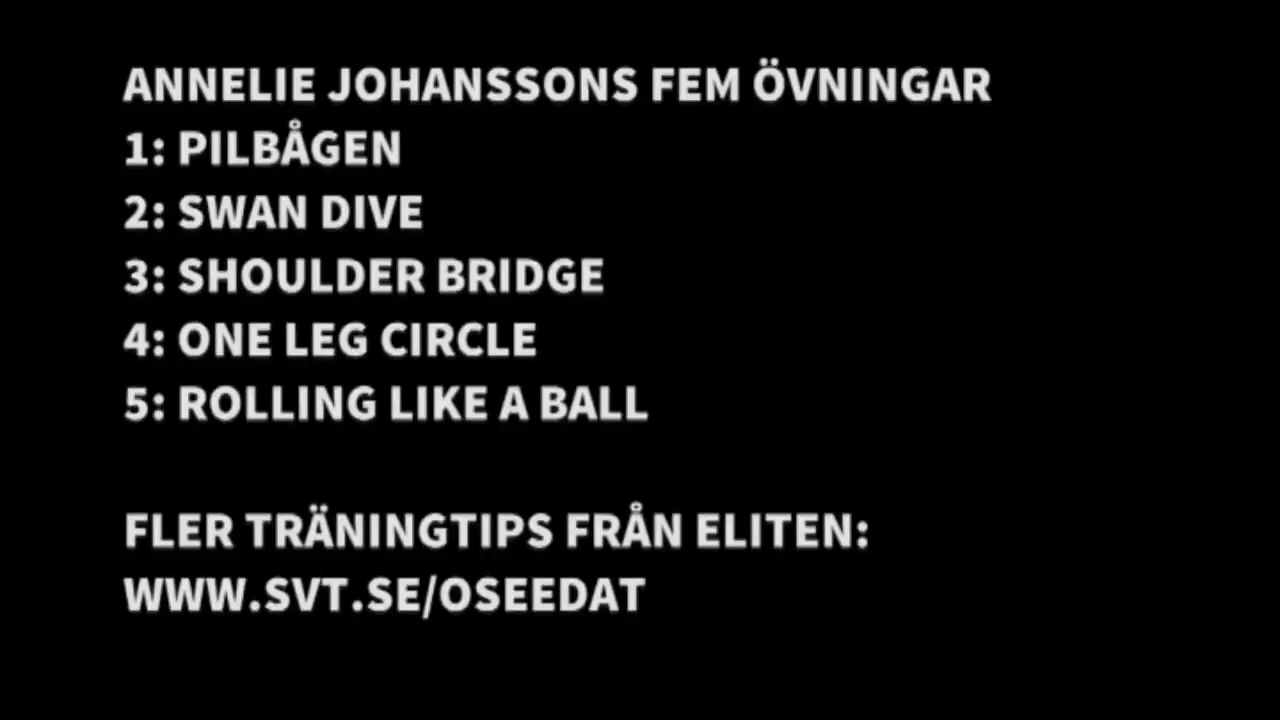 ANNELIE JOHANSSONS FEM ÖVNINGAR
1: PILBÅGEN
2: SWAN DIVE
3: SHOULDER BRIDGE
4: ONE LEG CIRCLE
5: ROLLING LIKE A BALL
FLER TRÄNINGTIPS FRÅN ELITEN:
WWW.SVT.SE/OSEEDAT